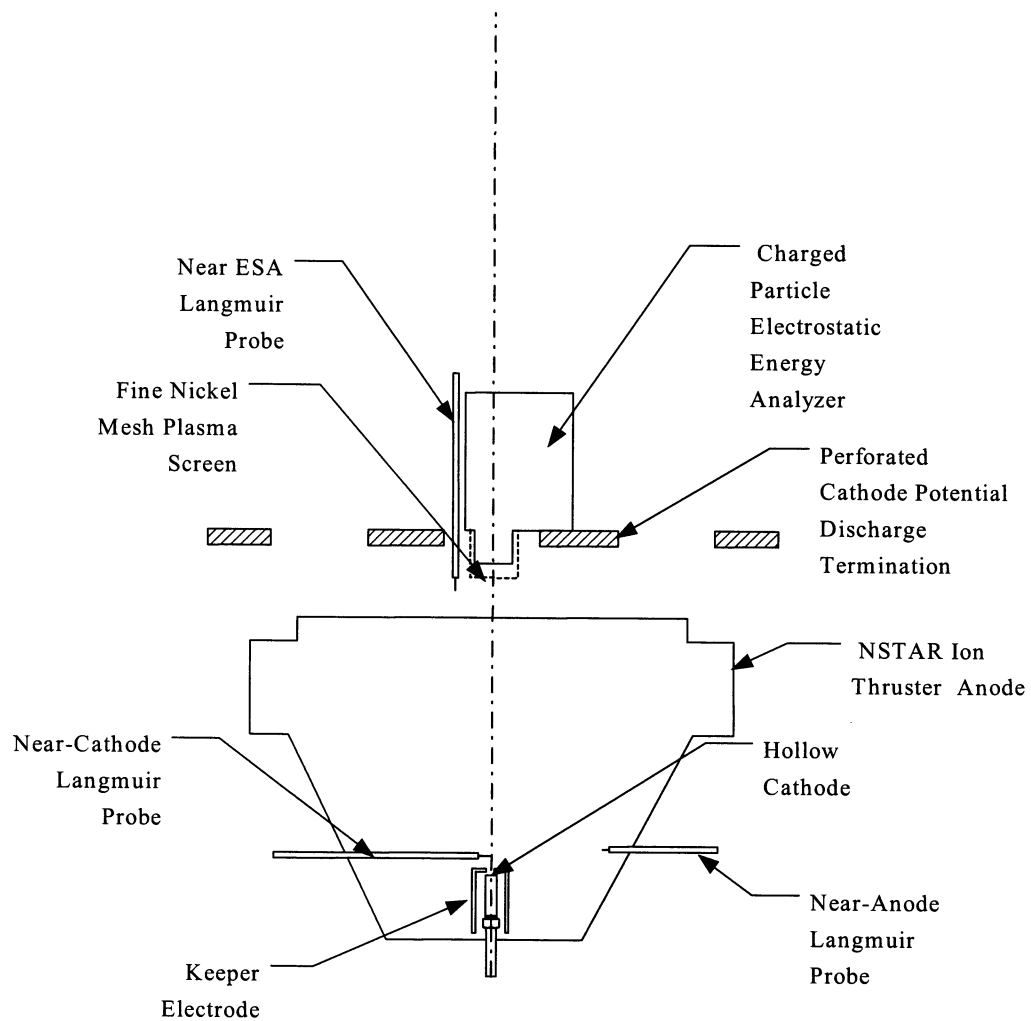 Near ESA
Langmuir
Probe
Charged
Particle
Electrostatic
Energy
Analyzer
Fine Nickel
Mesh Plasma
Screen
Perforated
Cathode Potential
Discharge
Termination
NSTAR Ion
Thruster Anode
Near-Cathode
Langmuir
Probe
Hollow
Cathode
Near-Anode
Langmuir
Probe
Keeper
Electrode